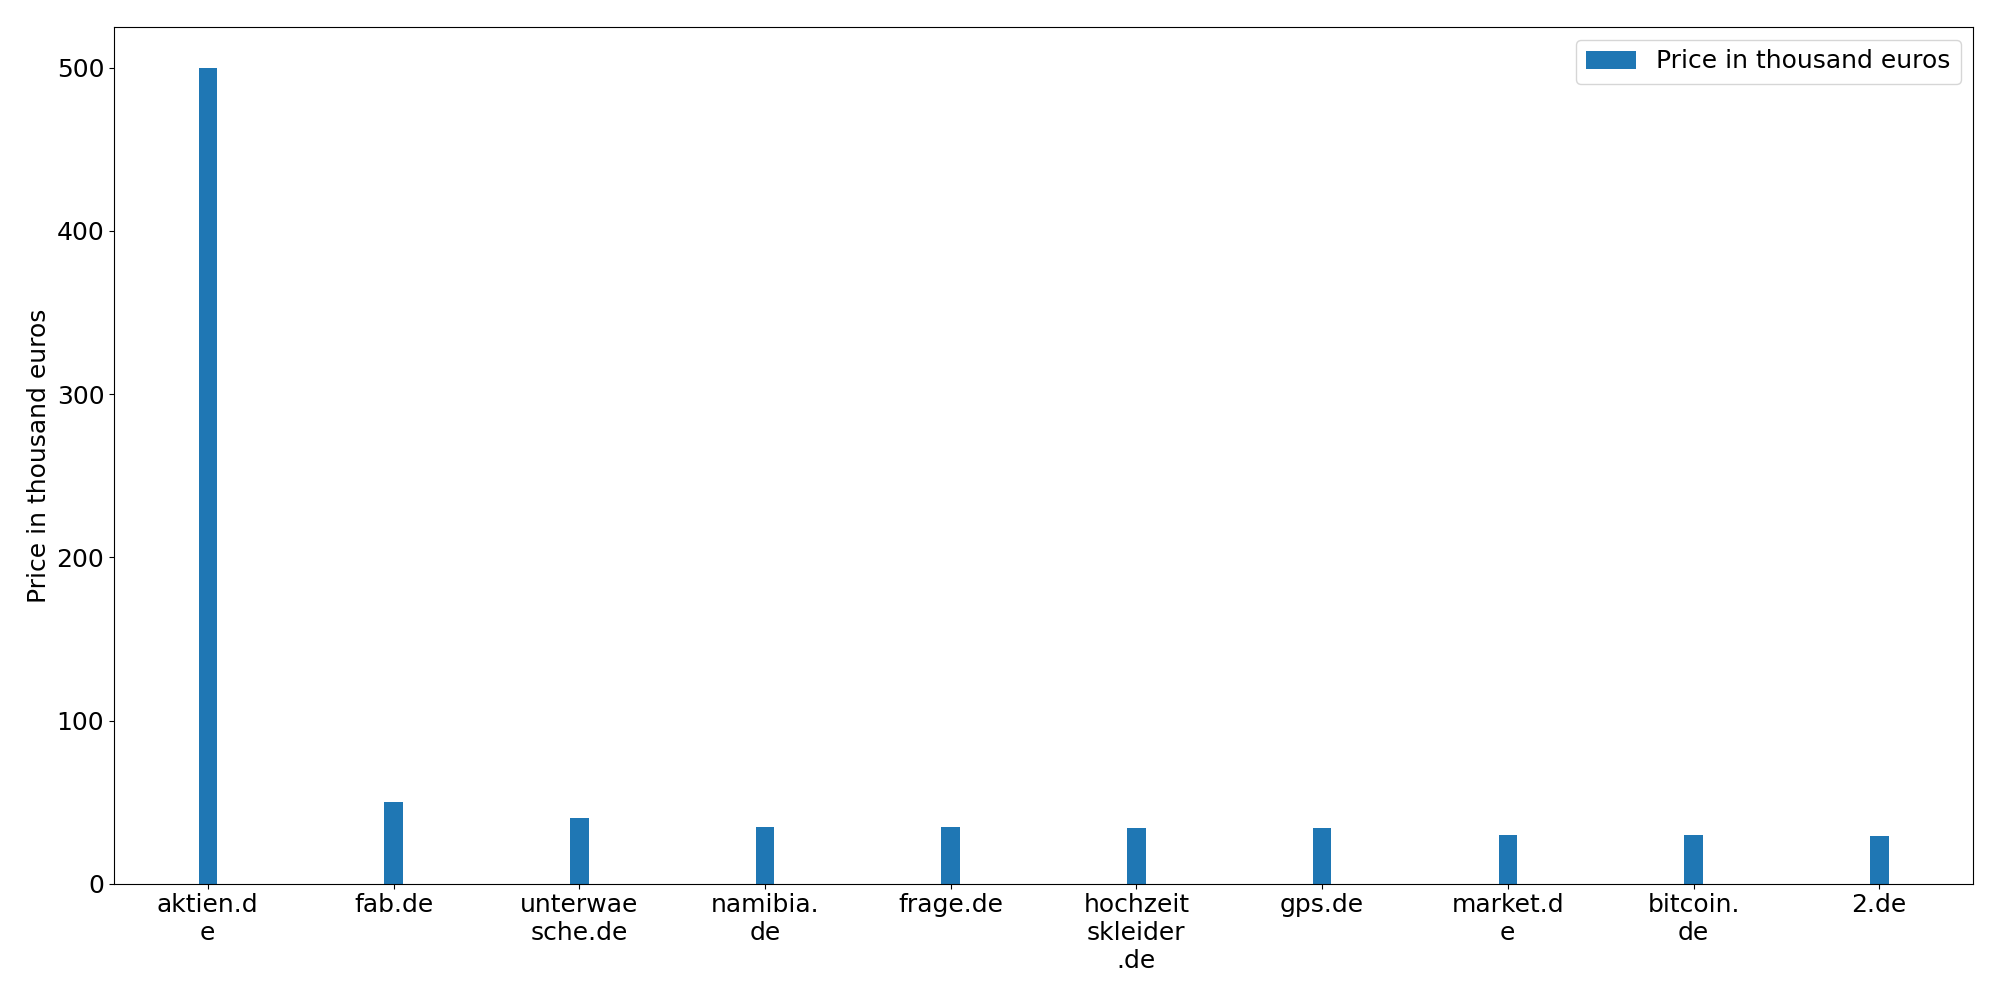 Price in thousand euros
500
400
300
200
100
0
Price in thousand euros
aktien.d
e
fab.de
unterwae
sche.de
namibia.
de
frage.de
hochzeit
skleider
.de
gps.de
market.d
e
bitcoin.
de
2.de